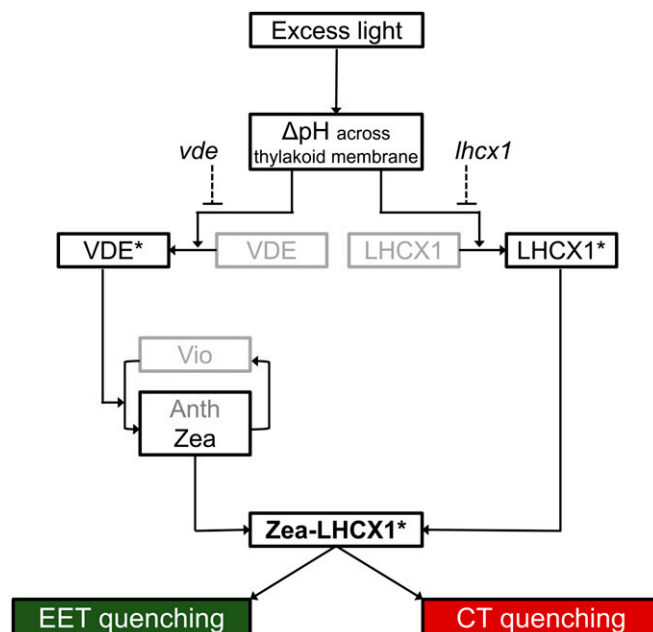 Excess light
ΔpH across
thylakoid membrane
vde
lhcx1
VDE*
VDE
LHCX1
LHCX1*
Vio
Anth
Zea
Zea-LHCX1*
EET quenching
CT quenching